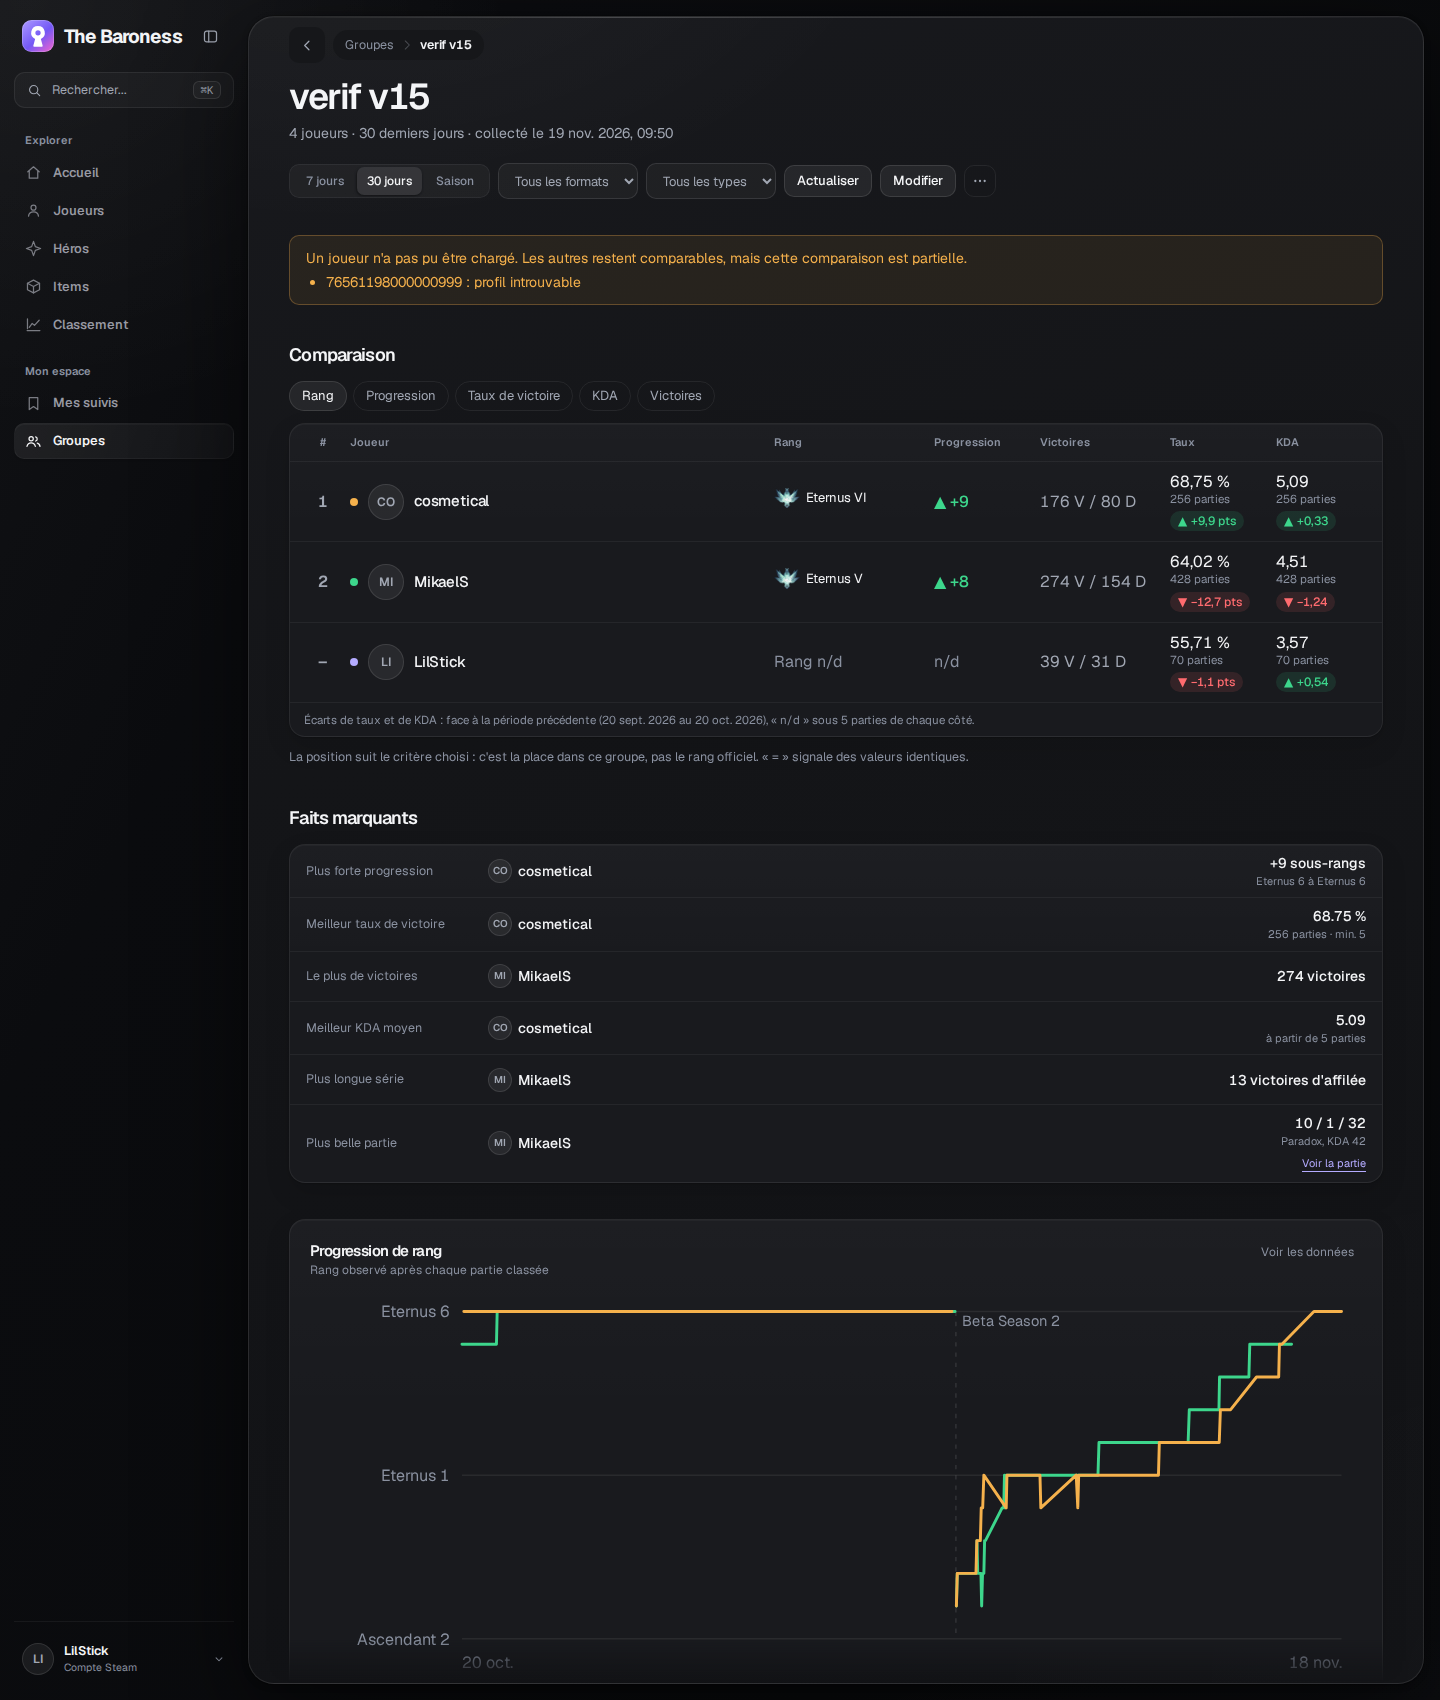 The Baroness
Rechercher...
⌘K
Explorer
Accueil
Joueurs
Héros
Items
Classement
Mon espace
Mes suivis
Groupes
Groupes > verif v15
verif v15
4 joueurs · 30 derniers jours · collecté le 19 nov. 2026, 09:50
7 jours 30 jours Saison Tous les formats Tous les types Actualiser Modifier ···
Un joueur n'a pas pu être chargé. Les autres restent comparables, mais cette comparaison est partielle.
• 76561198000000999 : profil introuvable
Comparaison
Rang Progression Taux de victoire KDA Victoires
# Joueur Rang Progression Victoires Taux KDA
1 CO cosmetical Eternus VI ▲ +9 176 V / 80 D 68,75 % 5,09
256 parties 256 parties
▲ +9,9 pts ▲ +0,33
2 MI MikaelS Eternus V ▲ +8 274 V / 154 D 64,02 % 4,51
428 parties 428 parties
▼ −12,7 pts ▼ −1,24
– LI LilStick Rang n/d n/d 39 V / 31 D 55,71 % 3,57
70 parties 70 parties
▼ −1,1 pts ▲ +0,54
Écarts de taux et de KDA : face à la période précédente (20 sept. 2026 au 20 oct. 2026), « n/d » sous 5 parties de chaque côté.
La position suit le critère choisi : c'est la place dans ce groupe, pas le rang officiel. « = » signale des valeurs identiques.
Faits marquants
Plus forte progression CO cosmetical +9 sous-rangs
Eternus 6 à Eternus 6
Meilleur taux de victoire CO cosmetical 68.75 %
256 parties · min. 5
Le plus de victoires MI MikaelS 274 victoires
Meilleur KDA moyen CO cosmetical 5.09
à partir de 5 parties
Plus longue série MI MikaelS 13 victoires d'affilée
Plus belle partie MI MikaelS 10 / 1 / 32
Paradox, KDA 42
Voir la partie
Progression de rang
Voir les données
Rang observé après chaque partie classée
Eternus 6
Beta Season 2
Eternus 1
Ascendant 2
20 oct. 18 nov.
LI LilStick
Compte Steam